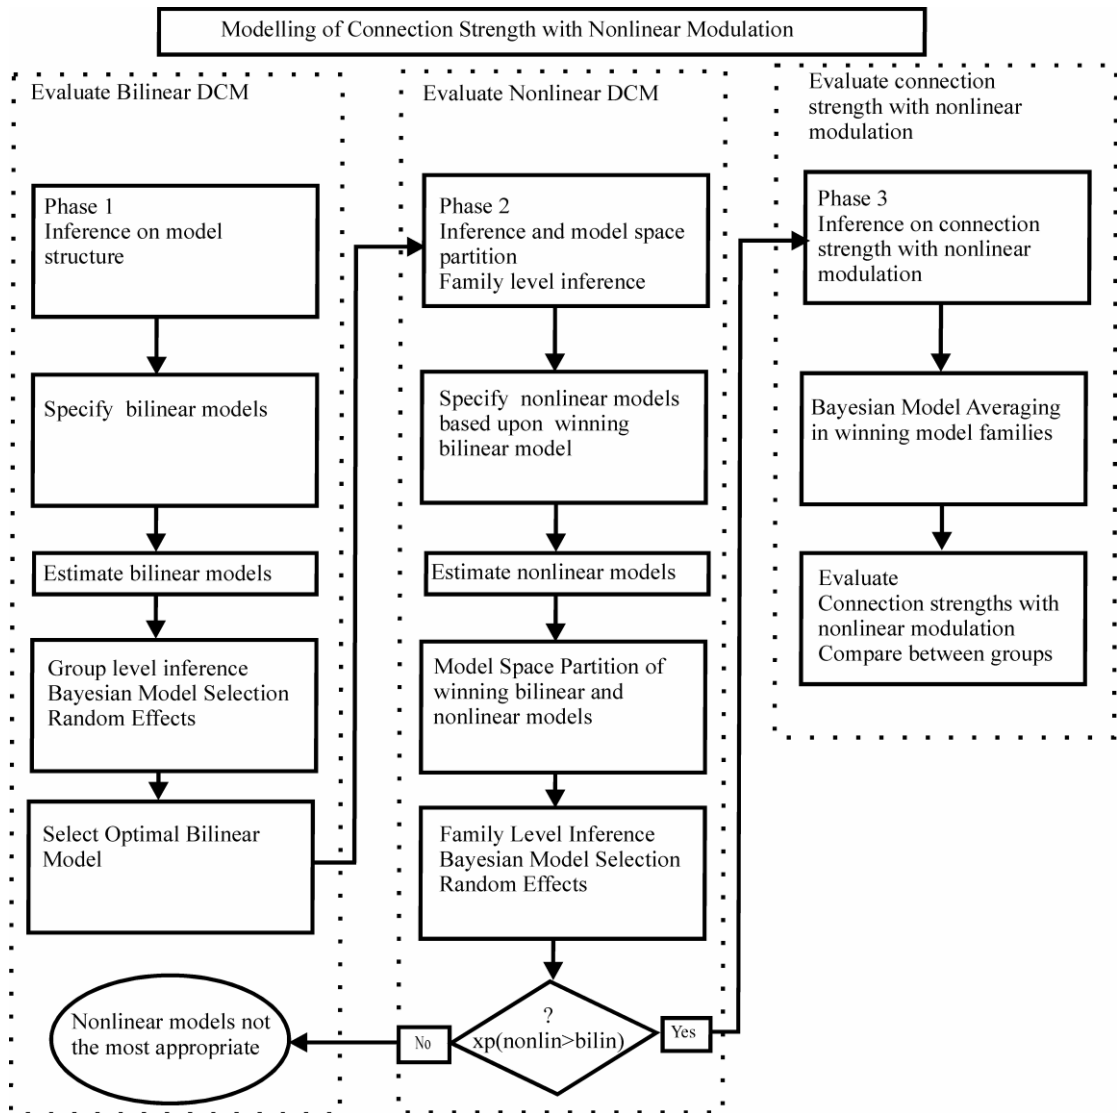 Modelling of Connection Strength with Nonlinear Modulation
Evaluate Bilinear DCM
Phase 1
Inference on model
structure
Specify bilinear models
Estimate bilinear models
Group level inference
Bayesian Model Selection
Random Effects
Select Optimal Bilinear
Model
Nonlinear models not
the most appropriate
Evaluate Nonlinear DCM
Phase 2
Inference and model space
partition
Family level inference
Specify nonlinear models
based upon winning
bilinear model
Estimate nonlinear models
Model Space Partition of
winning bilinear and
nonlinear models
Family Level Inference
Bayesian Model Selection
Random Effects
?
xp(nonlin>bilin)
No
Yes
Evaluate connection
strength with nonlinear
modulation
Phase 3
Inference on connection
strength with nonlinear
modulation
Bayesian Model Averaging
in winning model families
Evaluate
Connection strengths with
nonlinear modulation
Compare between groups